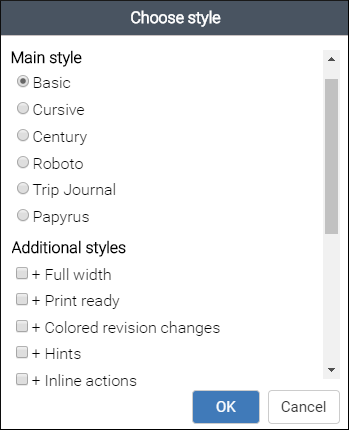 Choose style
Main style
Basic
Cursive
Century
Roboto
Trip Journal
Papyrus
Additional styles
+ Full width
+ Print ready
+ Colored revision changes
+ Hints
+ Inline actions
OK
Cancel